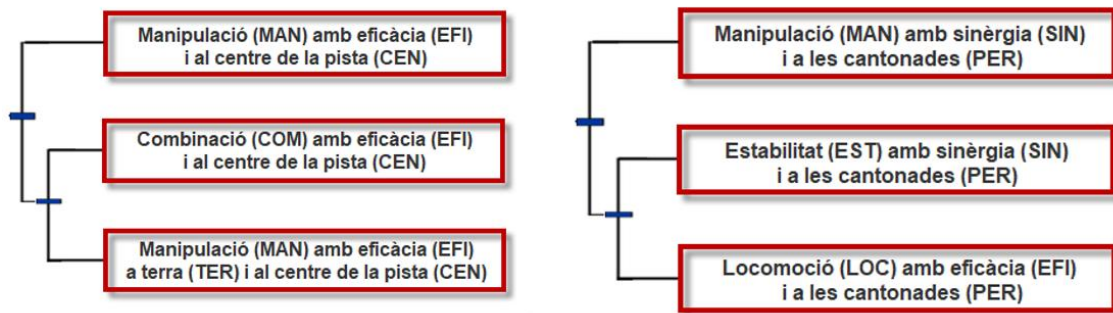 Manipulació (MAN) amb eficàcia (EFI)
i al centre de la pista (CEN)
Combinació (COM) amb eficàcia (EFI)
i al centre de la pista (CEN)
Manipulació (MAN) amb eficàcia (EFI)
a terra (TER) i al centre de la pista (CEN)
Manipulació (MAN) amb sinèrgia (SIN)
i a les cantonades (PER)
Estabilitat (EST) amb sinèrgia (SIN)
i a les cantonades (PER)
Locomoció (LOC) amb eficàcia (EFI)
i a les cantonades (PER)